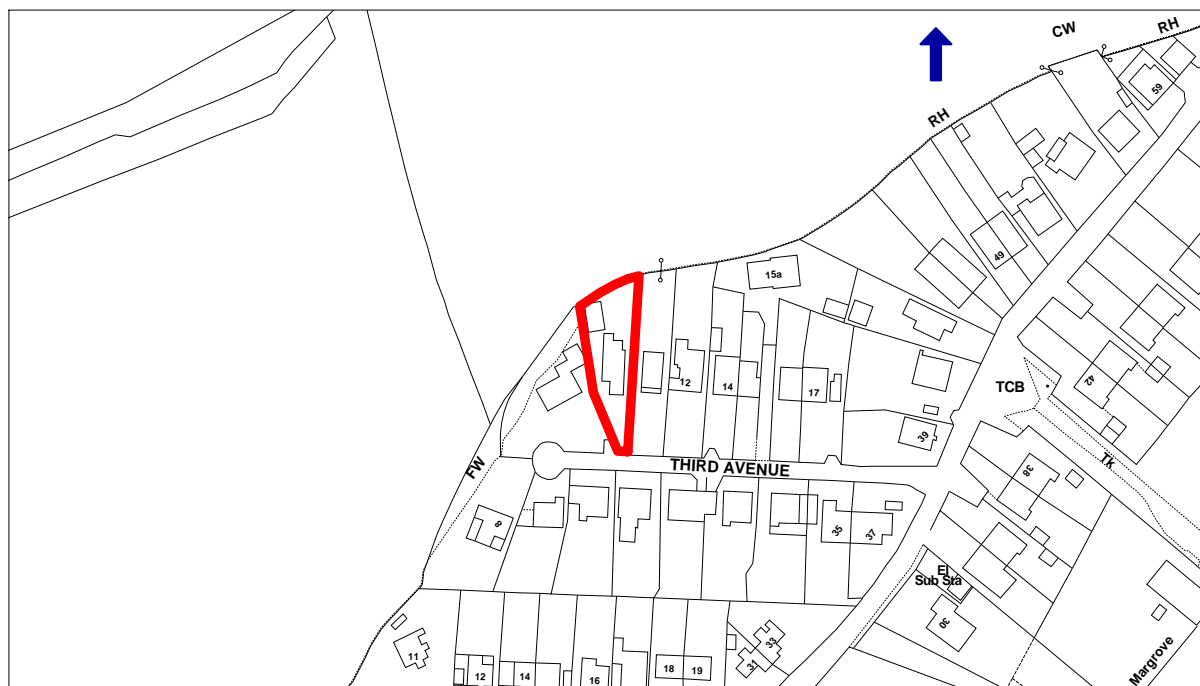 CW
RH
59
RH
49
15a
12
14
17
TCB
42
39
THIRD AVENUE
Tk
FW
38
8
35
37
El
Sub Sta
30
33
31
11
12
14
16
18
19
Margrove